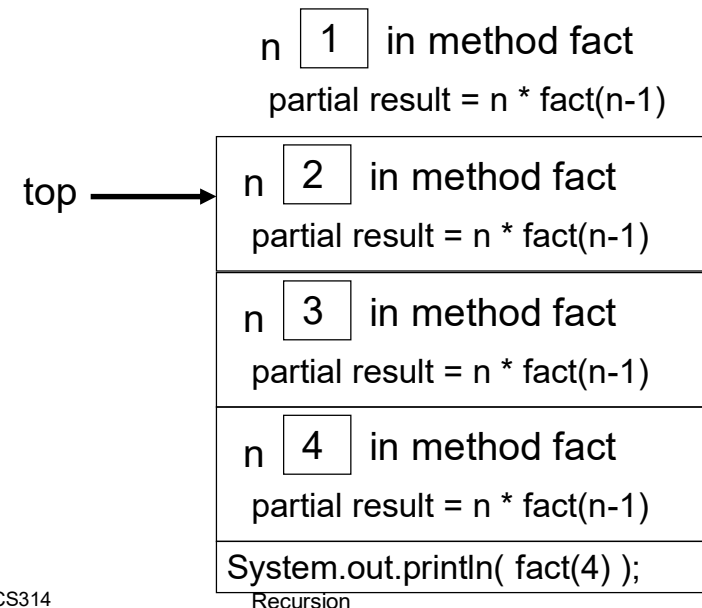 n 1 in method fact
partial result = n * fact(n-1)
top n 2 in method fact
partial result = n * fact(n-1)
n 3 in method fact
partial result = n * fact(n-1)
n 4 in method fact
partial result = n * fact(n-1)
System.out.println( fact(4) );
CS314 Recursion